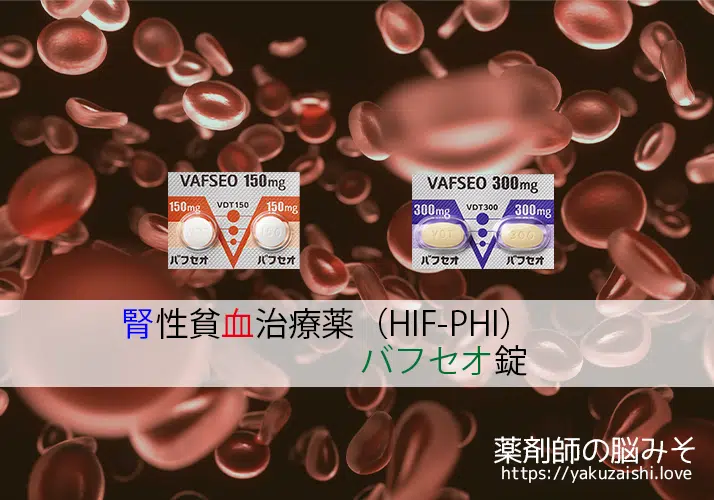 VAFSEO 150mg
150mg VDT150 150mg
バフセオ バフセオ
VAFSEO 300mg
300mg VDT300 300mg
バフセオ バフセオ
腎性貧血治療薬（HIF-PHI）
バフセオ錠
薬剤師の脳みそ
https://yakuzaishi.love